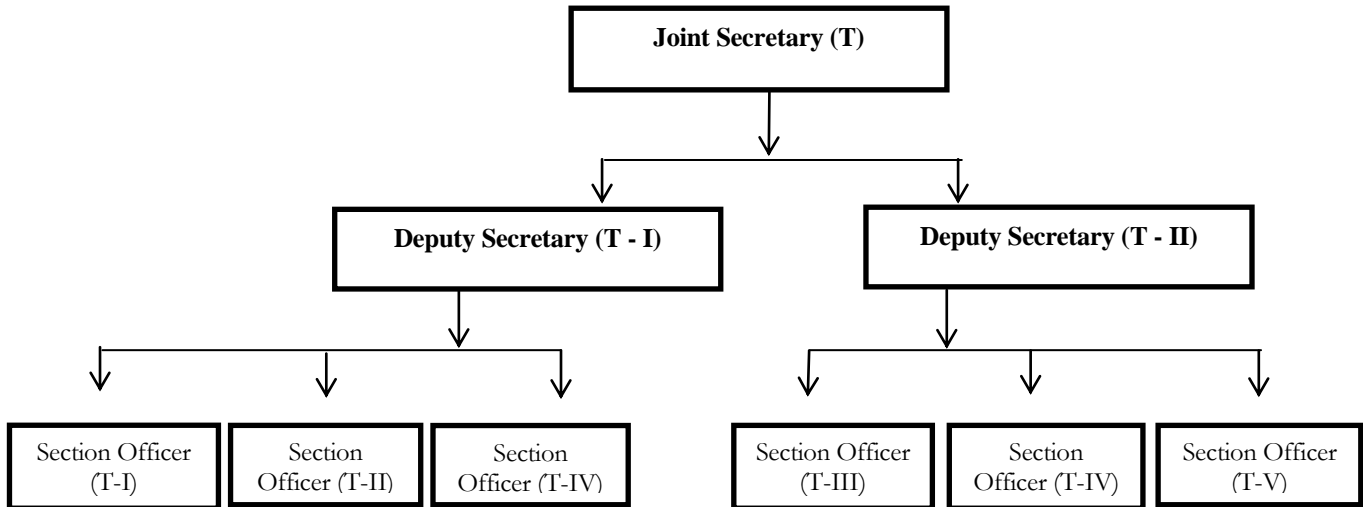 Joint Secretary (T)
Deputy Secretary (T - I)
Deputy Secretary (T - II)
Section Officer
(T-I)
Section
Officer (T-II)
Section
Officer (T-IV)
Section Officer
(T-III)
Section
Officer (T-IV)
Section Officer
(T-V)